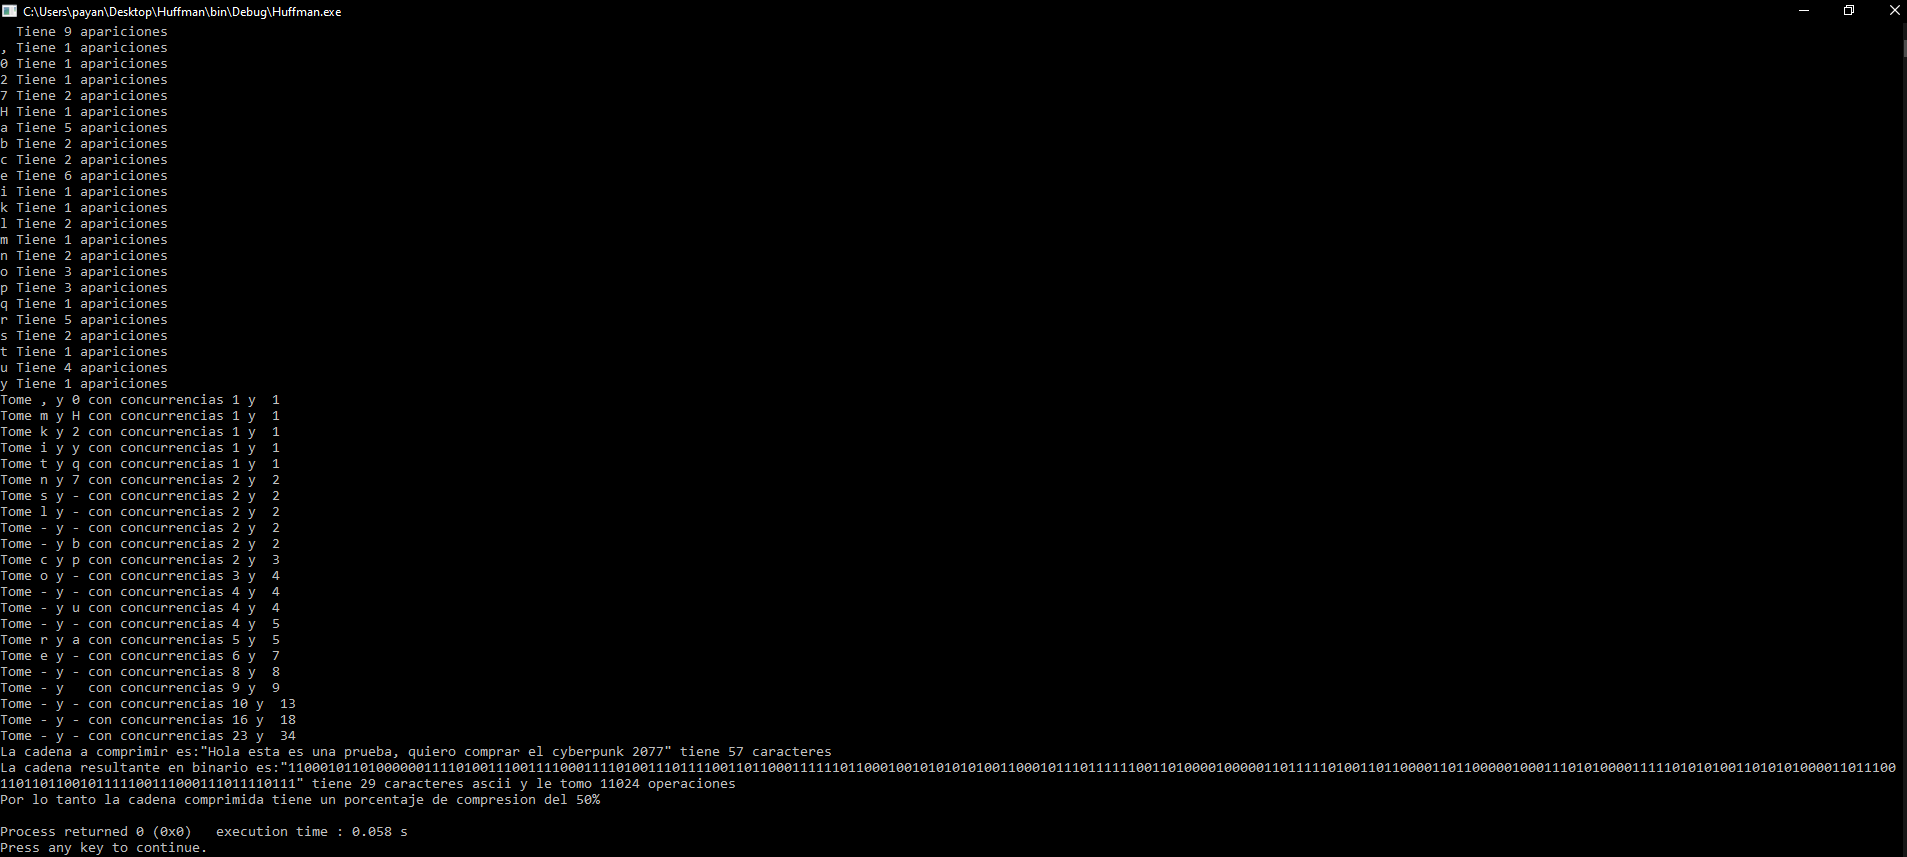 C:\Users\payan\Desktop\Huffman\bin\Debug\Huffman.exe
  Tiene 9 apariciones
, Tiene 1 apariciones
0 Tiene 1 apariciones
2 Tiene 1 apariciones
7 Tiene 2 apariciones
H Tiene 1 apariciones
a Tiene 5 apariciones
b Tiene 2 apariciones
c Tiene 2 apariciones
e Tiene 6 apariciones
i Tiene 1 apariciones
k Tiene 1 apariciones
l Tiene 2 apariciones
m Tiene 1 apariciones
n Tiene 2 apariciones
o Tiene 3 apariciones
p Tiene 3 apariciones
q Tiene 1 apariciones
r Tiene 5 apariciones
s Tiene 2 apariciones
t Tiene 1 apariciones
u Tiene 4 apariciones
y Tiene 1 apariciones
Tome , y 0 con concurrencias 1 y  1
Tome m y H con concurrencias 1 y  1
Tome k y 2 con concurrencias 1 y  1
Tome i y y con concurrencias 1 y  1
Tome t y q con concurrencias 1 y  1
Tome n y 7 con concurrencias 2 y  2
Tome s y - con concurrencias 2 y  2
Tome l y - con concurrencias 2 y  2
Tome - y - con concurrencias 2 y  2
Tome - y b con concurrencias 2 y  2
Tome c y p con concurrencias 2 y  3
Tome o y - con concurrencias 3 y  4
Tome - y - con concurrencias 4 y  4
Tome - y u con concurrencias 4 y  4
Tome - y - con concurrencias 4 y  5
Tome r y a con concurrencias 5 y  5
Tome e y - con concurrencias 6 y  7
Tome - y - con concurrencias 8 y  8
Tome - y   con concurrencias 9 y  9
Tome - y - con concurrencias 10 y  13
Tome - y - con concurrencias 16 y  18
Tome - y - con concurrencias 23 y  34
La cadena a comprimir es:"Hola esta es una prueba, quiero comprar el cyberpunk 2077" tiene 57 caracteres
La cadena resultante en binario es:"
" tiene 29 caracteres ascii y le tomo 11024 operaciones
Por lo tanto la cadena comprimida tiene un porcentaje de compresion del 50%
Process returned 0 (0x0)   execution time : 0.058 s
Press any key to continue.